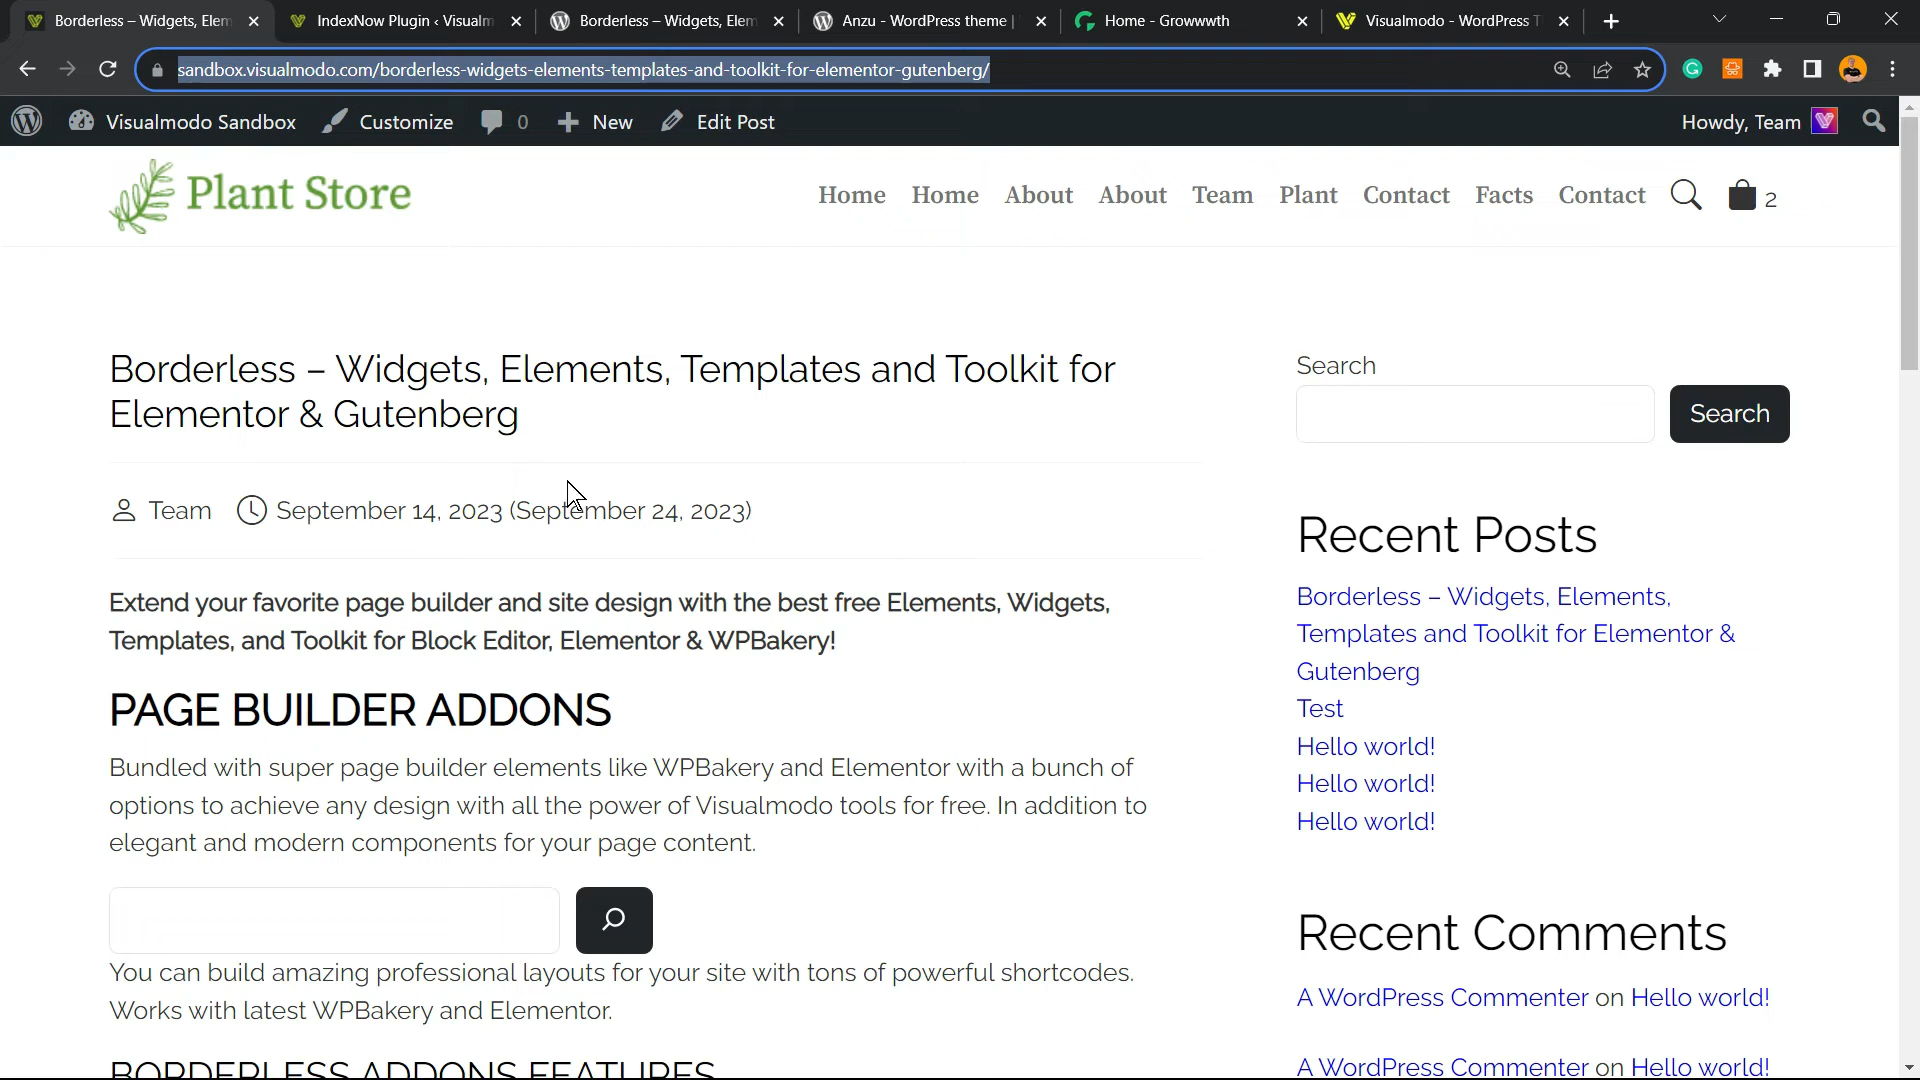 Borderless – Widgets, Elem
IndexNow Plugin ‹ Visualm
Borderless – Widgets, Elem
Anzu - WordPress theme |
Home - Growwwth
Visualmodo - WordPress T
sandbox.visualmodo.com/borderless-widgets-elements-templates-and-toolkit-for-elementor-gutenberg/
Visualmodo Sandbox
Customize
0
New
Edit Post
Howdy, Team
Plant Store
Home Home About About Team Plant Contact Facts Contact
2
Borderless – Widgets, Elements, Templates and Toolkit for
Elementor & Gutenberg
Team
September 14, 2023 (September 24, 2023)
Extend your favorite page builder and site design with the best free Elements, Widgets,
Templates, and Toolkit for Block Editor, Elementor & WPBakery!
PAGE BUILDER ADDONS
Bundled with super page builder elements like WPBakery and Elementor with a bunch of
options to achieve any design with all the power of Visualmodo tools for free. In addition to
elegant and modern components for your page content.
You can build amazing professional layouts for your site with tons of powerful shortcodes.
Works with latest WPBakery and Elementor.
BORDERLESS ADDONS FEATURES
Search
Search
Recent Posts
Borderless – Widgets, Elements,
Templates and Toolkit for Elementor &
Gutenberg
Test
Hello world!
Hello world!
Hello world!
Recent Comments
A WordPress Commenter on Hello world!
A WordPress Commenter on Hello world!